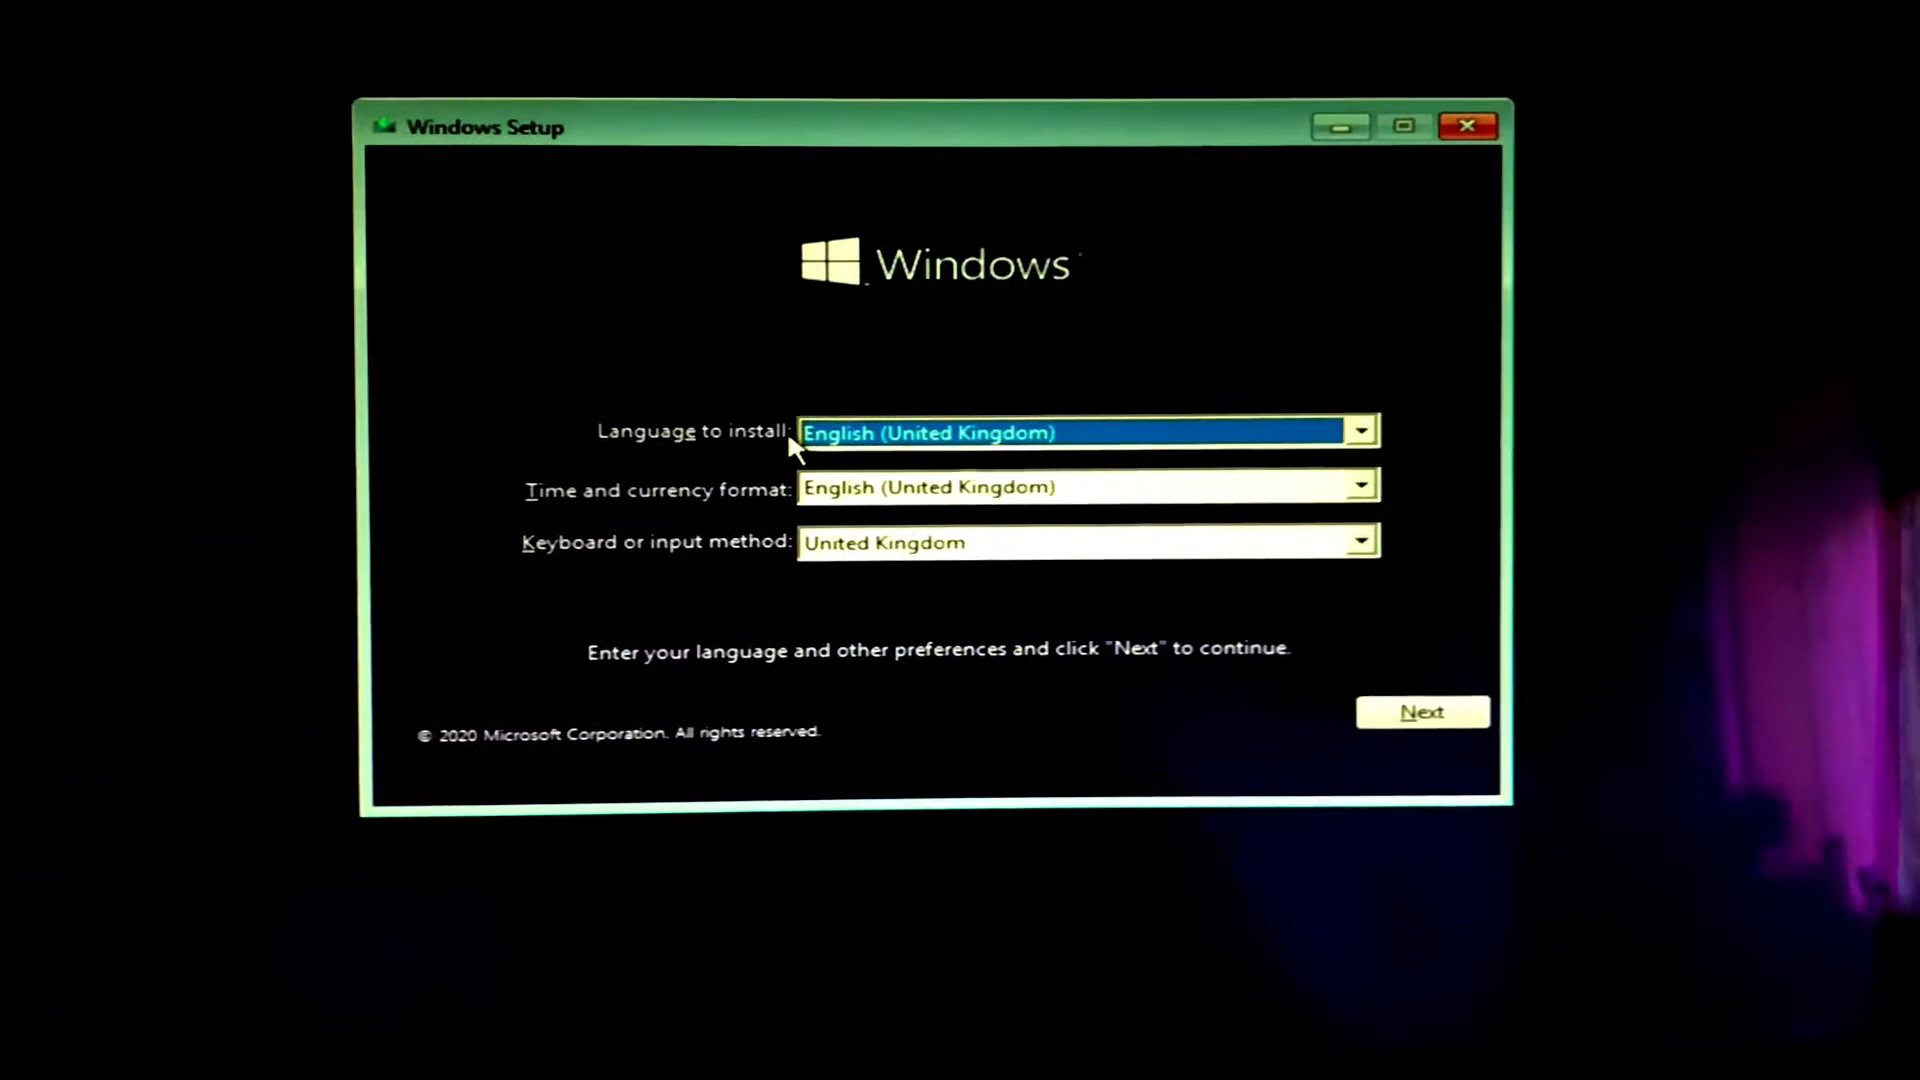 Windows Setup
Windows
Language to install: English (United Kingdom)
Time and currency format: English (United Kingdom)
Keyboard or input method: United Kingdom
Enter your language and other preferences and click "Next" to continue.
Next
© 2020 Microsoft Corporation. All rights reserved.